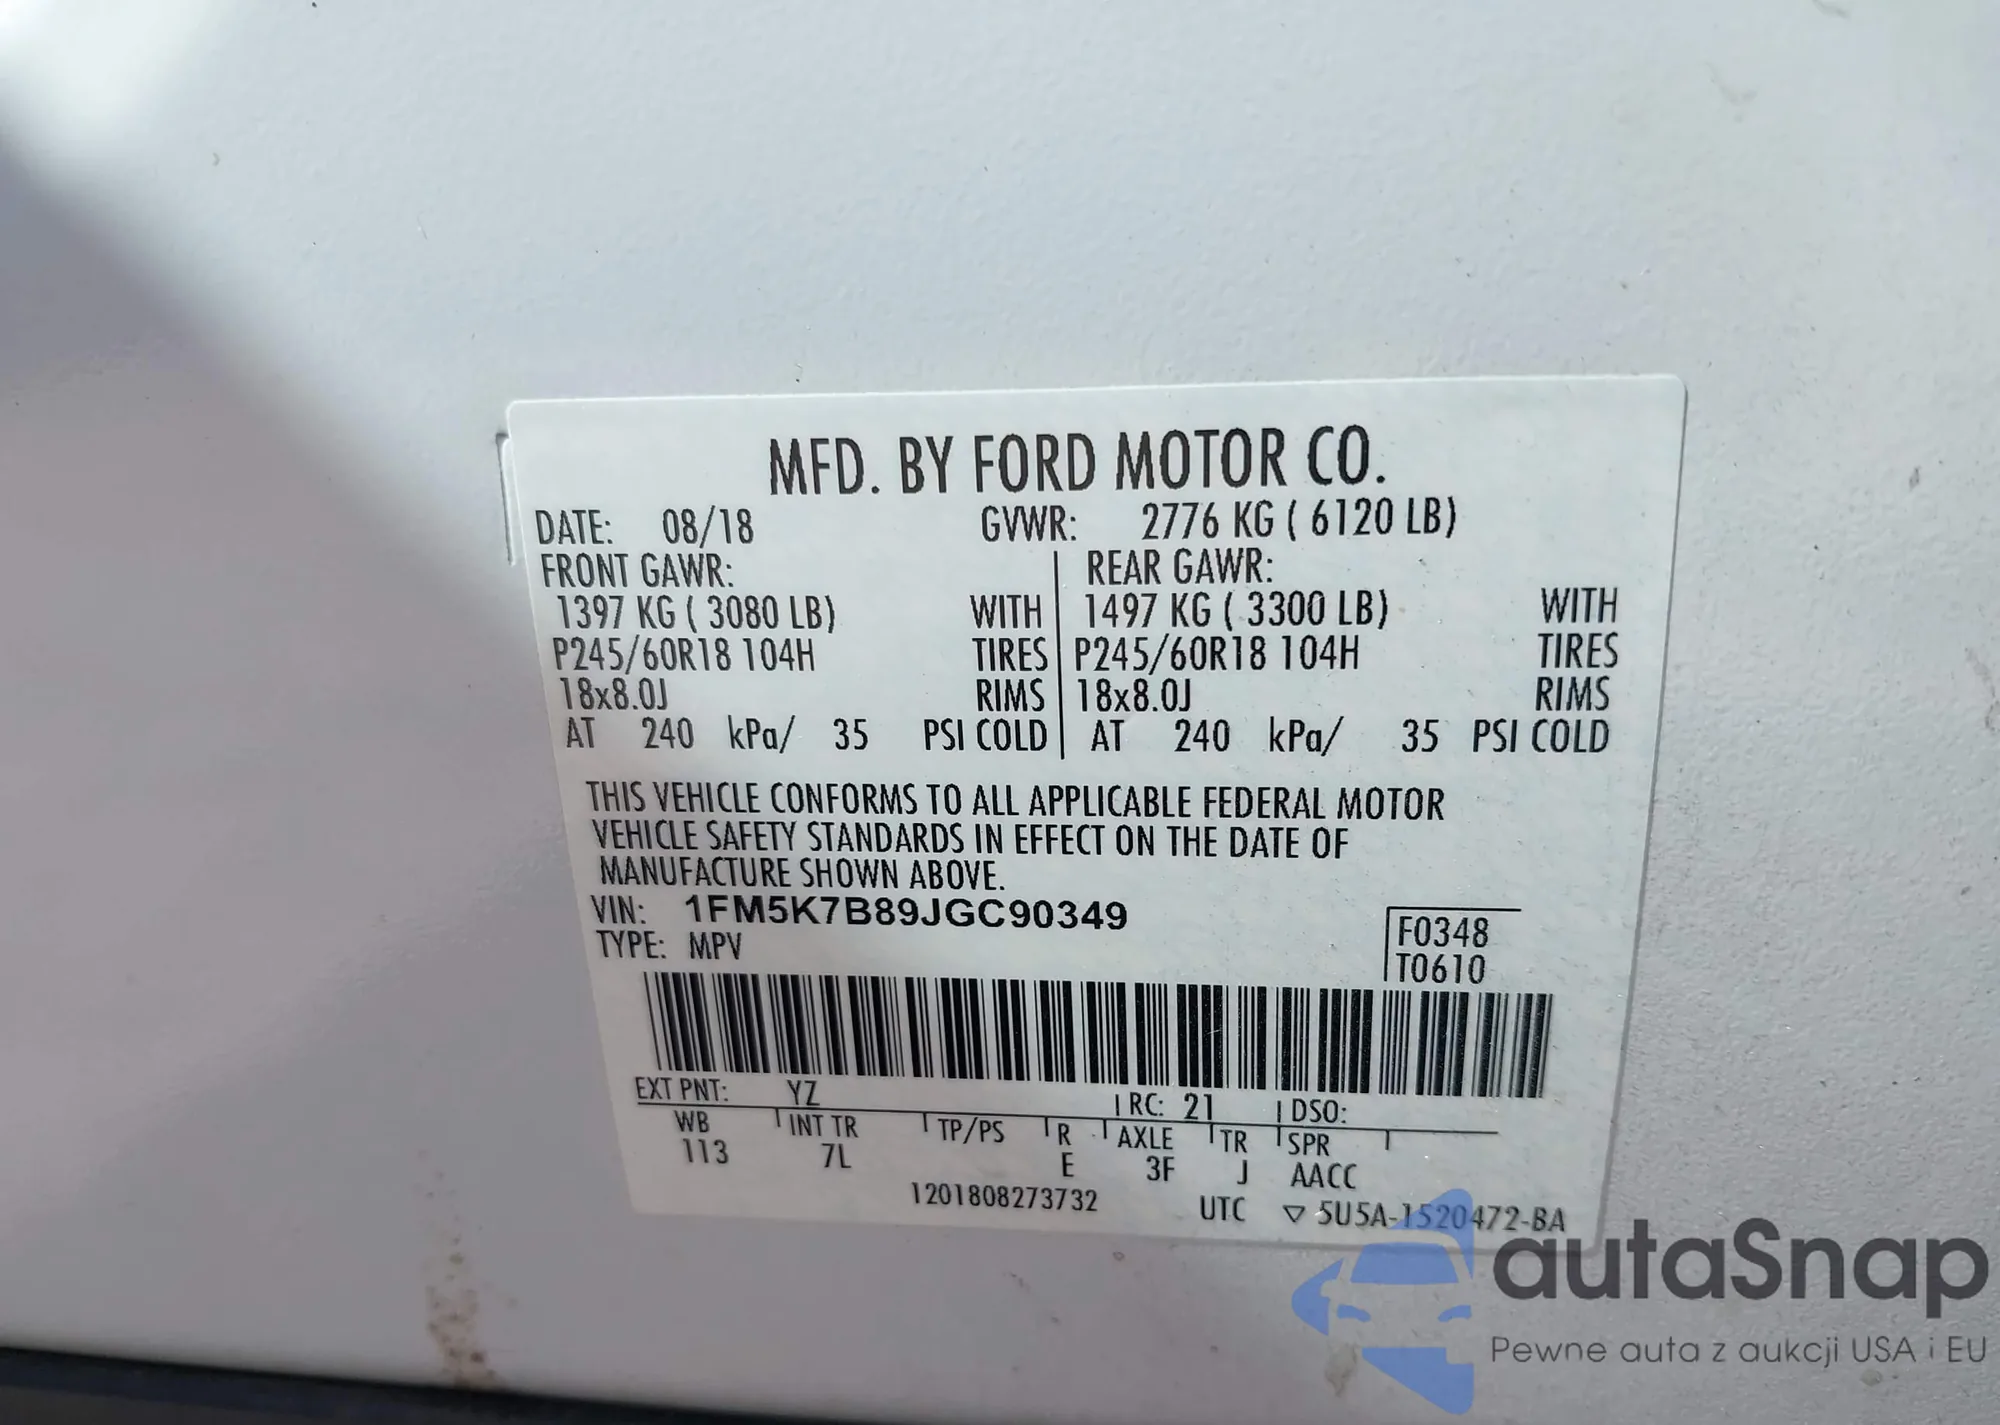 MFD. BY FORD MOTOR CO.
DATE: 08/18 GVWR: 2776 KG ( 6120 LB)
FRONT GAWR: REAR GAWR:
1397 KG ( 3080 LB) WITH 1497 KG ( 3300 LB) WITH
P245/60R18 104H TIRES P245/60R18 104H TIRES
18x8.0J RIMS 18x8.0J RIMS
AT 240 kPa/ 35 PSI COLD AT 240 kPa/ 35 PSI COLD
THIS VEHICLE CONFORMS TO ALL APPLICABLE FEDERAL MOTOR
VEHICLE SAFETY STANDARDS IN EFFECT ON THE DATE OF
MANUFACTURE SHOWN ABOVE.
VIN: 1FM5K7B89JGC90349 F0348
TYPE: MPV T0610
EXT PNT: YZ RC: 21 DSO:
WB INT TR TP/PS R AXLE TR SPR
113 7L E 3F J AACC
1201808273732 UTC ▽ 5U5A-1520472-BA
autaSnap
Pewne auta z aukcji USA i EU